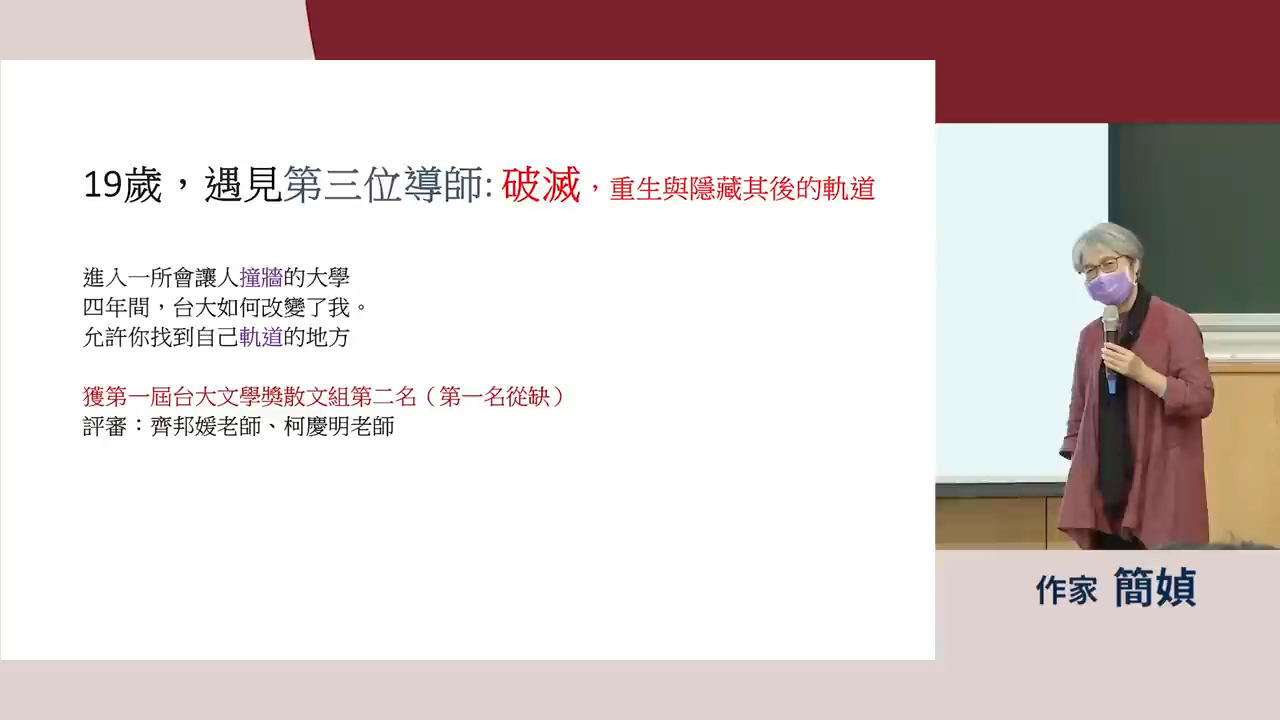 19歲，遇見第三位導師: 破滅，重生與隱藏其後的軌道
進入一所會讓人撞牆的大學
四年間，台大如何改變了我。
允許你找到自己軌道的地方
獲第一屆台大文學獎散文組第二名（第一名從缺）
評審：齊邦媛老師、柯慶明老師
作家 簡媜